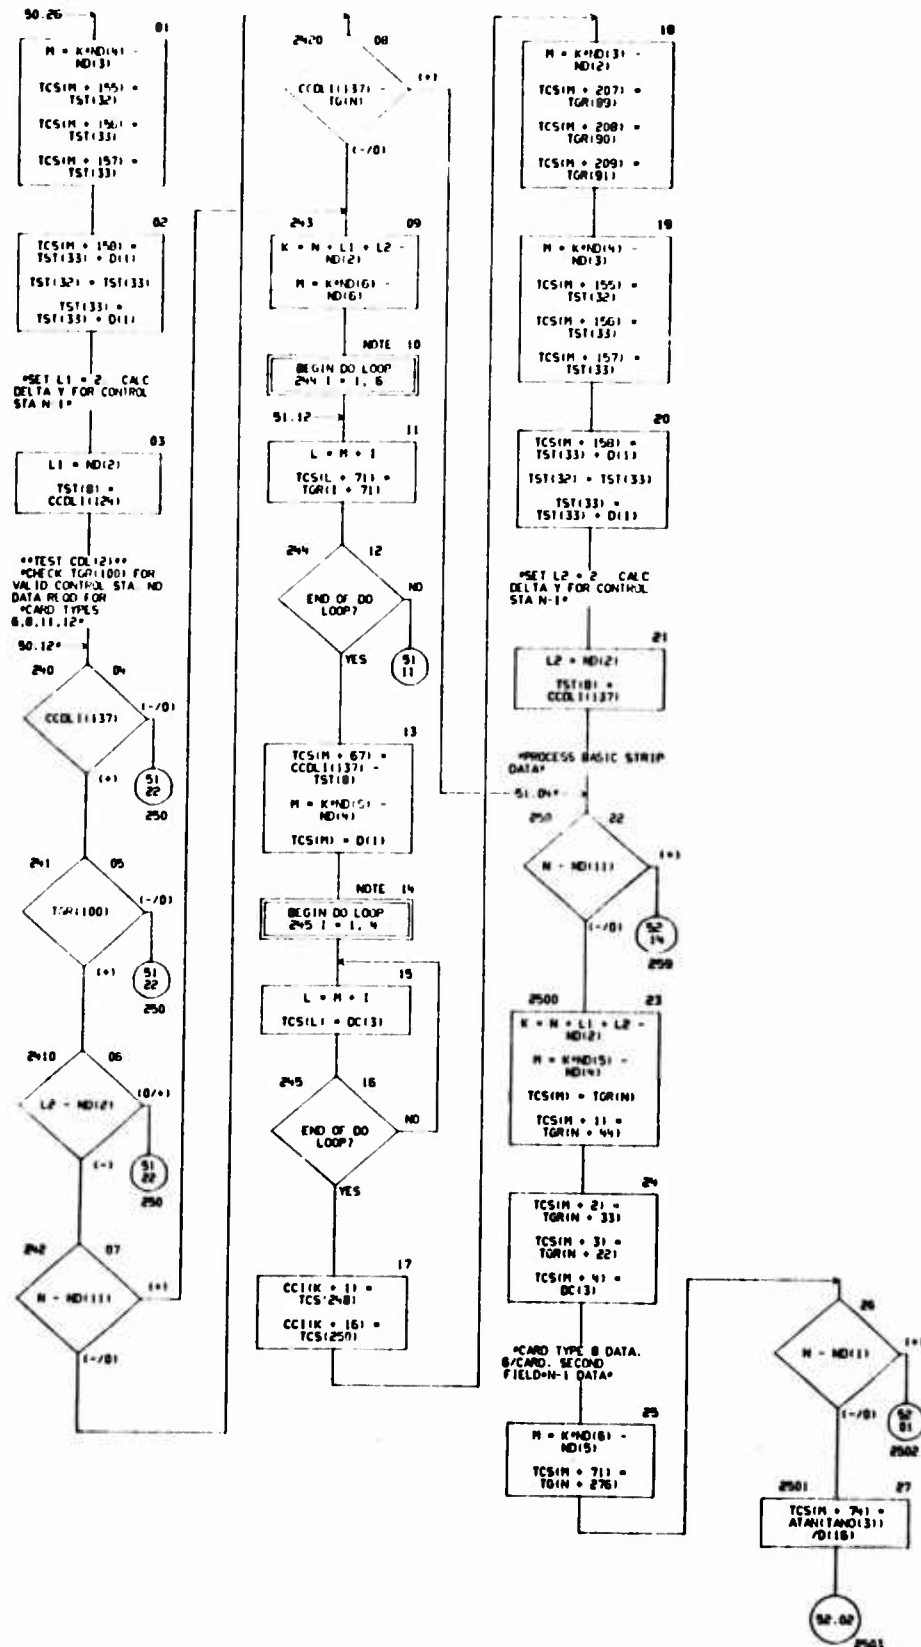 50.26
01
M = K*ND(4) -
ND(3)
TCS(M + 155) =
TST(32)
TCS(M + 156) =
TST(33)
TCS(M + 157) =
TST(33)
02
TCS(M + 158) =
TST(33) + D(1)
TST(32) = TST(33)
TST(33) =
TST(33) + D(1)
*SET L1 = 2 CALC
DELTA Y FOR CONTROL
STA N-1*
03
L1 = ND(2)
TST(8) =
CCDLI(124)
**TEST CDL(2)**
*CHECK TGR(100) FOR
VALID CONTROL STA. NO
DATA REQD FOR
*CARD TYPES
6,8,11,12*
50.12*
240
04
CCDLI(137)
(-/0)
51
22
250
(+)
241
05
TGR(100)
(-/0)
51
22
250
(+)
2410
06
L2 - ND(2)
(0/+)
51
22
250
(-)
242
07
N - ND(11)
(+)
(-/0)
2420
08
CCDLI(137) -
TG(N)
(+)
(-/0)
243
09
K = N + L1 + L2 -
ND(2)
M = K*ND(6) -
ND(6)
NOTE 10
BEGIN DO LOOP
244 I = 1, 6
51.12
11
L = M + I
TCS(L + 71) =
TGR(I + 71)
244
12
END OF DO
LOOP?
NO
51
11
YES
13
TCS(M + 67) =
CCDLI(137) -
TST(8)
M = K*ND(5) -
ND(4)
TCS(M) = D(1)
NOTE 14
BEGIN DO LOOP
245 I = 1, 4
15
L = M + I
TCS(L) = DC(3)
245
16
END OF DO
LOOP?
NO
YES
17
CCI(K + 1) =
TCS(248)
CCI(K + 16) =
TCS(250)
18
M = K*ND(3) -
ND(2)
TCS(M + 207) =
TGR(89)
TCS(M + 208) =
TGR(90)
TCS(M + 209) =
TGR(91)
19
M = K*ND(4) -
ND(3)
TCS(M + 155) =
TST(32)
TCS(M + 156) =
TST(33)
TCS(M + 157) =
TST(33)
20
TCS(M + 158) =
TST(33) + D(1)
TST(32) = TST(33)
TST(33) =
TST(33) + D(1)
*SET L2 = 2 CALC
DELTA Y FOR CONTROL
STA N-1*
21
L2 = ND(2)
TST(8) =
CCDLI(137)
*PROCESS BASIC STRIP
DATA*
51.04*
250
22
N - ND(11)
(+)
52
14
259
(-/0)
2500
23
K = N + L1 + L2 -
ND(2)
M = K*ND(5) -
ND(4)
TCS(M) = TGR(N)
TCS(M + 1) =
TGR(N + 44)
24
TCS(M + 2) =
TGR(N + 33)
TCS(M + 3) =
TGR(N + 22)
TCS(M + 4) =
DC(3)
*CARD TYPE 8 DATA.
6/CARD. SECOND
FIELD=N-1 DATA*
25
M = K*ND(6) -
ND(5)
TCS(M + 71) =
TG(N + 276)
26
N - ND(1)
(+)
52
01
2502
(-/0)
2501
27
TCS(M + 74) =
ATAN(TAND(3))
/D(16)
52.02
2503